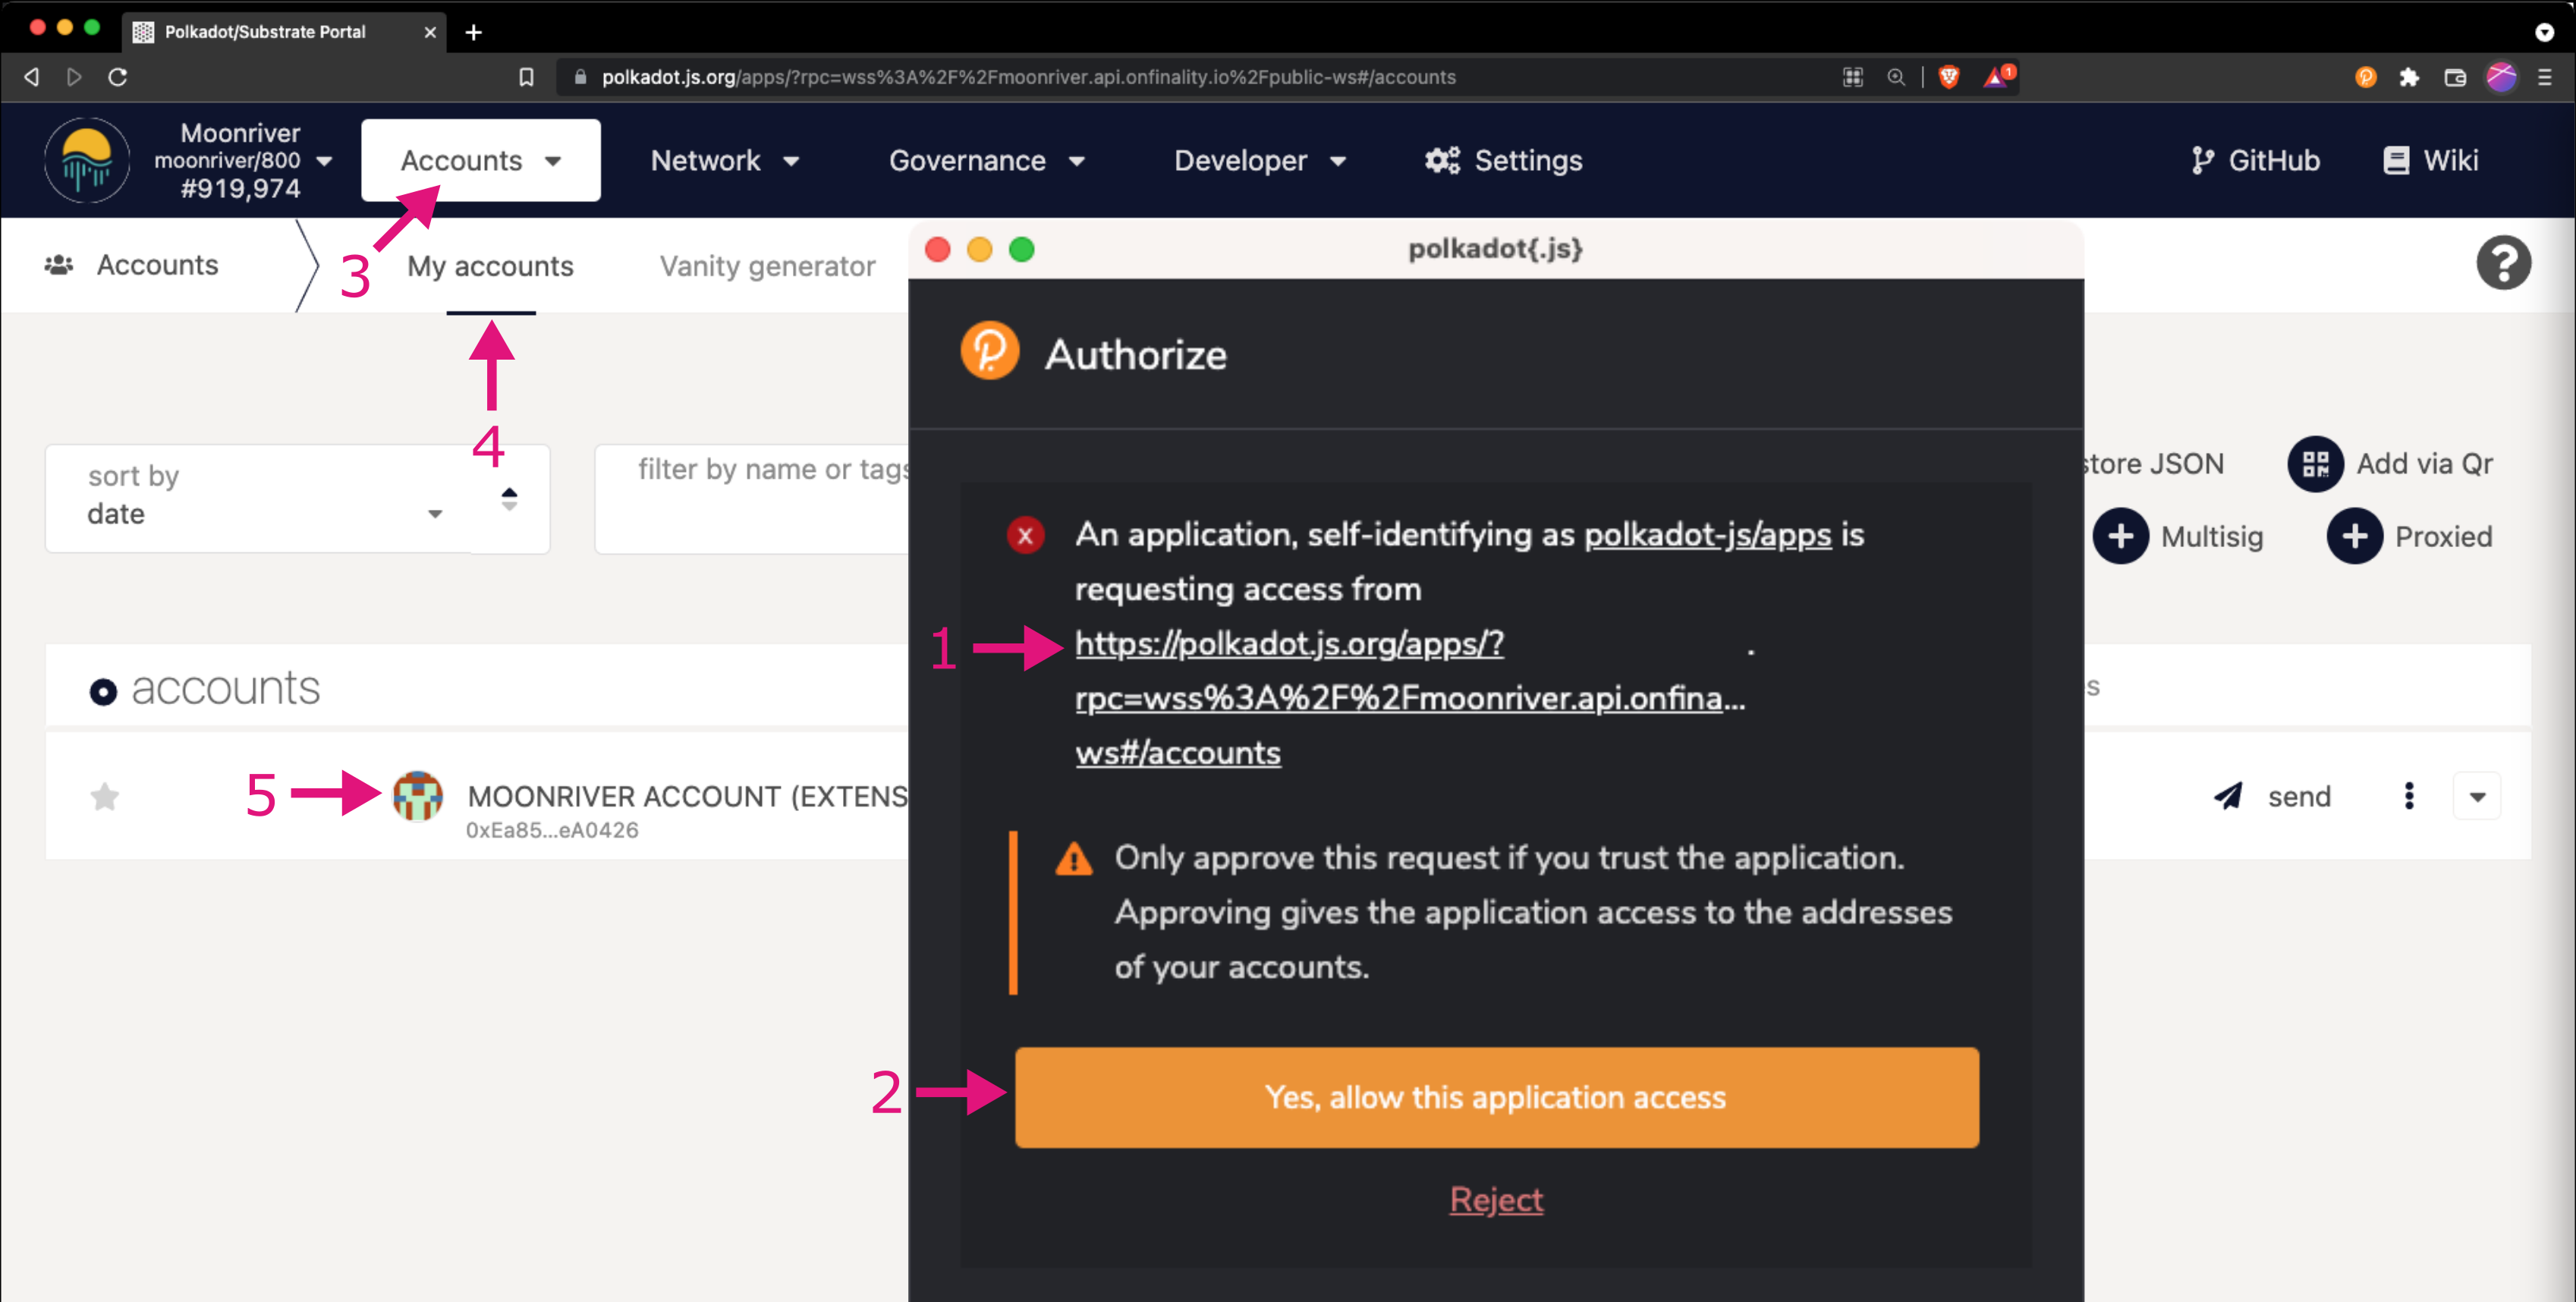 Polkadot/Substrate Portal
polkadot.js.org/apps/?rpc=wss%3A%2F%2Fmoonriver.api.onfinality.io%2Fpublic-ws#/accounts
1
Moonriver
moonriver/800
#919,974
Accounts
Network
Governance
Developer
Settings
GitHub
Wiki
Accounts
3
My accounts
Vanity generator
4
sort by
date
filter by name or tags
store JSON
Add via Qr
Multisig
Proxied
accounts
s
5
MOONRIVER ACCOUNT (EXTENS
0xEa85...eA0426
send
polkadot{.js}
Authorize
An application, self-identifying as polkadot-js/apps is
requesting access from
1
https://polkadot.js.org/apps/? .
rpc=wss%3A%2F%2Fmoonriver.api.onfina...
ws#/accounts
Only approve this request if you trust the application.
Approving gives the application access to the addresses
of your accounts.
2
Yes, allow this application access
Reject